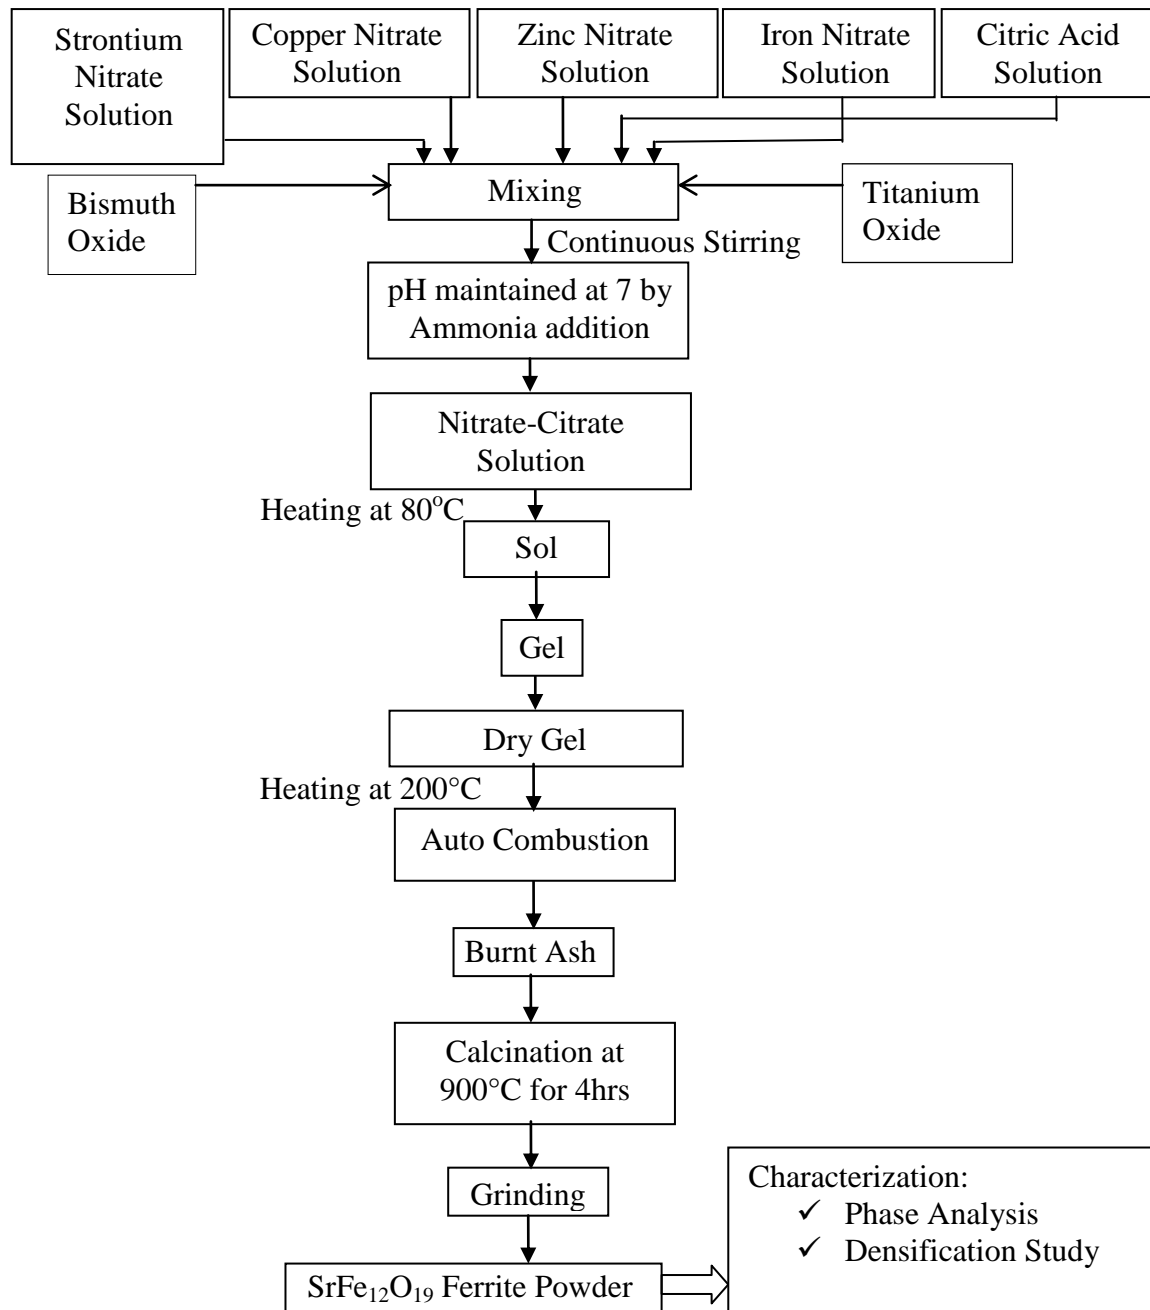 Strontium
Nitrate
Solution
Copper Nitrate
Solution
Zinc Nitrate
Solution
Iron Nitrate
Solution
Citric Acid
Solution
Bismuth
Oxide
Mixing
Titanium
Oxide
Continuous Stirring
pH maintained at 7 by
Ammonia addition
Nitrate-Citrate
Solution
Heating at 80°C
Sol
Gel
Dry Gel
Heating at 200°C
Auto Combustion
Burnt Ash
Calcination at
900°C for 4hrs
Grinding
SrFe₁₂O₁₉ Ferrite Powder
Characterization:
✓ Phase Analysis
✓ Densification Study